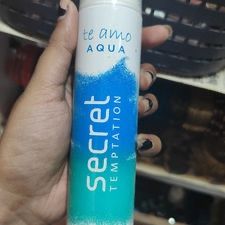 te amo
AQUA
secret
TEMPTATION